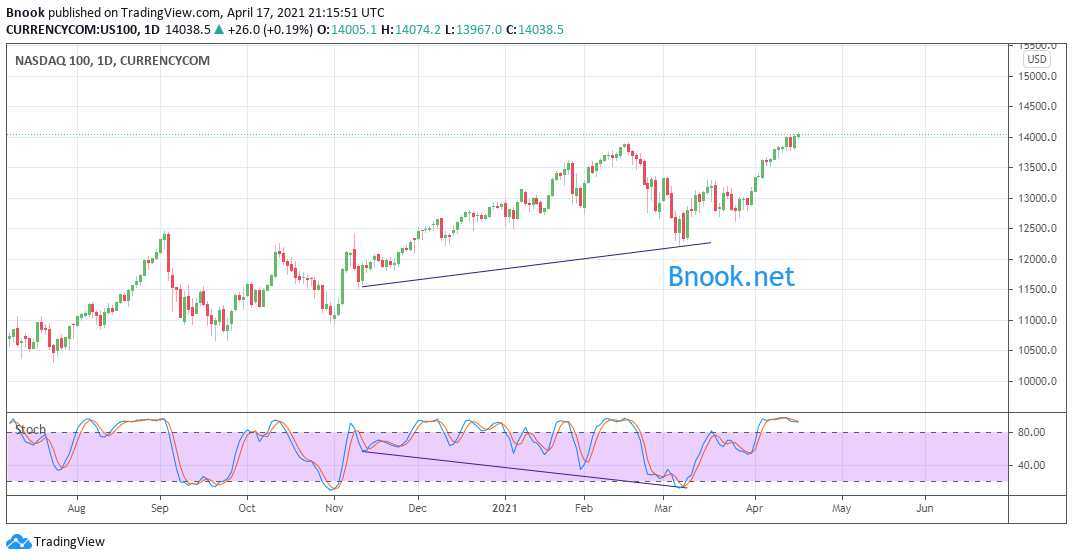 Bnook published on TradingView.com, April 17, 2021 21:15:51 UTC
CURRENCYCOM:US100, 1D 14038.5 ▲ +26.0 (+0.19%) O:14005.1 H:14074.2 L:13967.0 C:14038.5
NASDAQ 100, 1D, CURRENCYCOM
15500.0
USD
15000.0
14500.0
14000.0
13500.0
13000.0
12500.0
12000.0
11500.0
11000.0
10500.0
10000.0
Bnook.net
Stoch
80.00
40.00
Aug Sep Oct Nov Dec 2021 Feb Mar Apr May Jun
TradingView